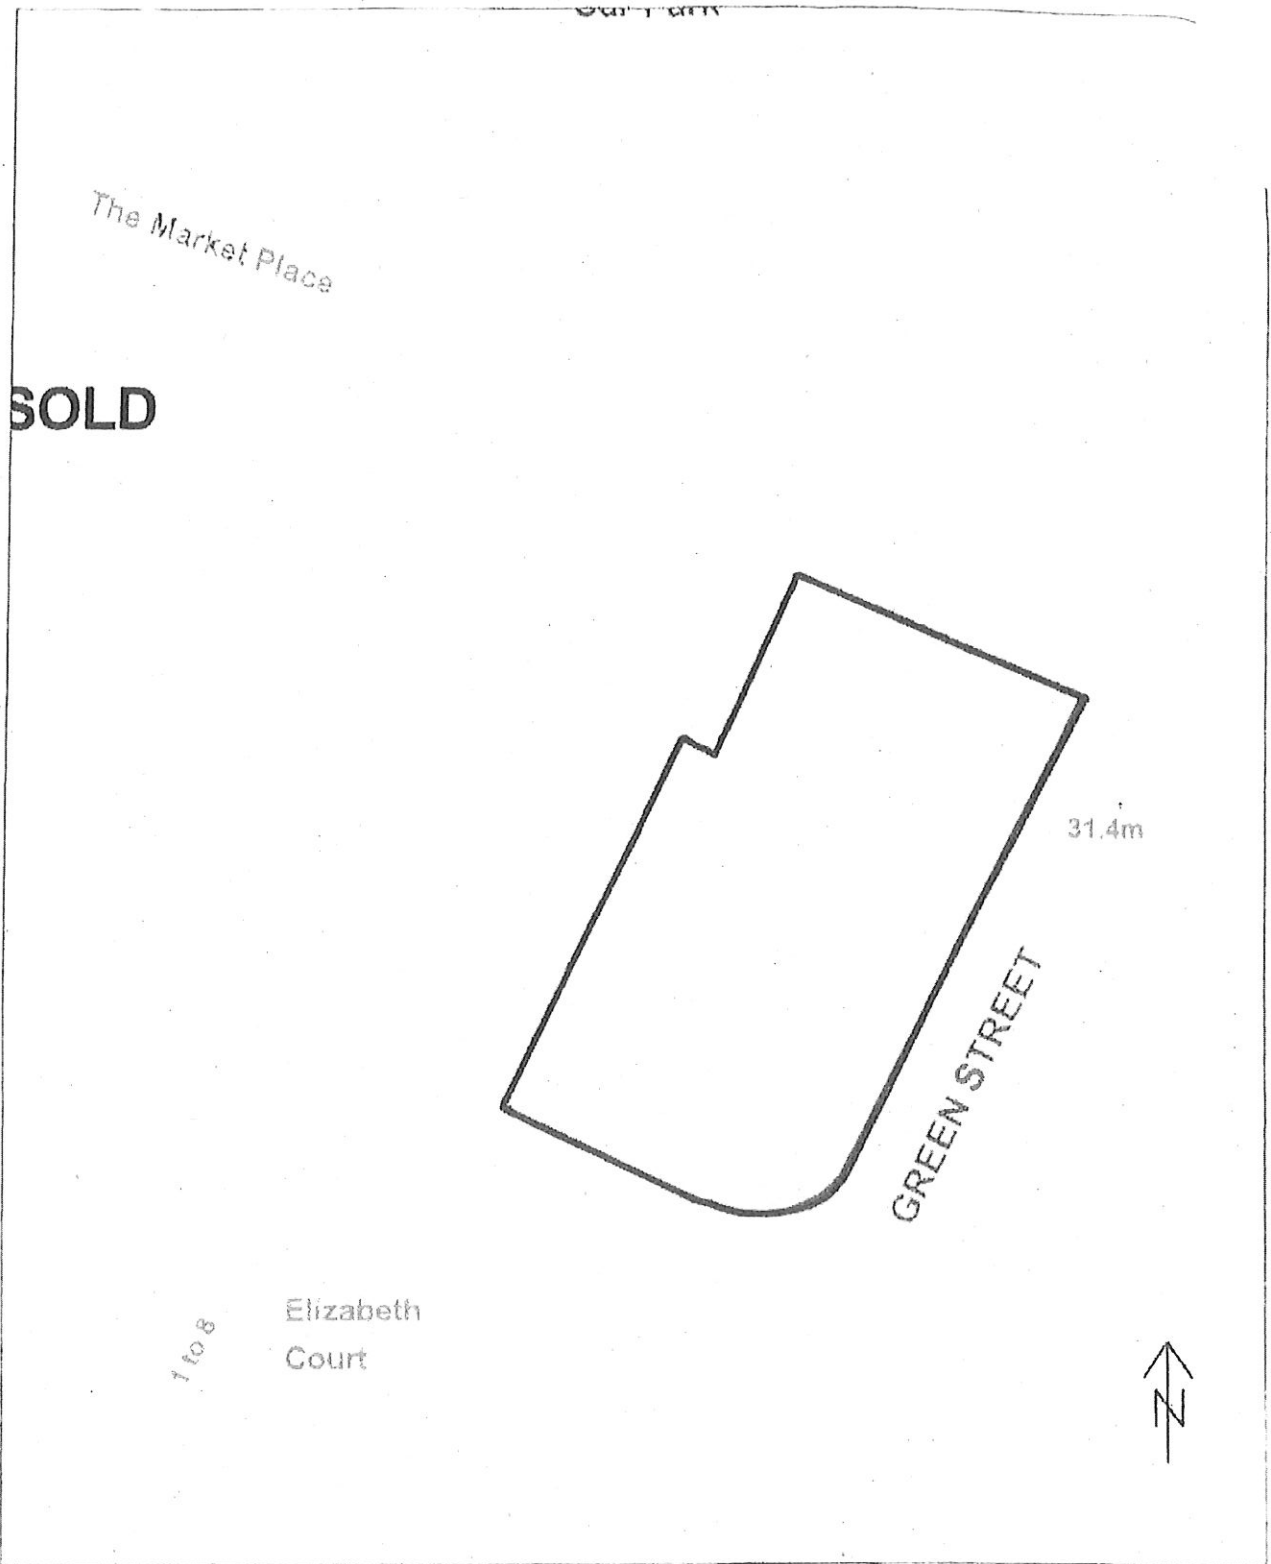 The Market Place
SOLD
31.4m
GREEN STREET
Elizabeth
Court
1 to 8
N